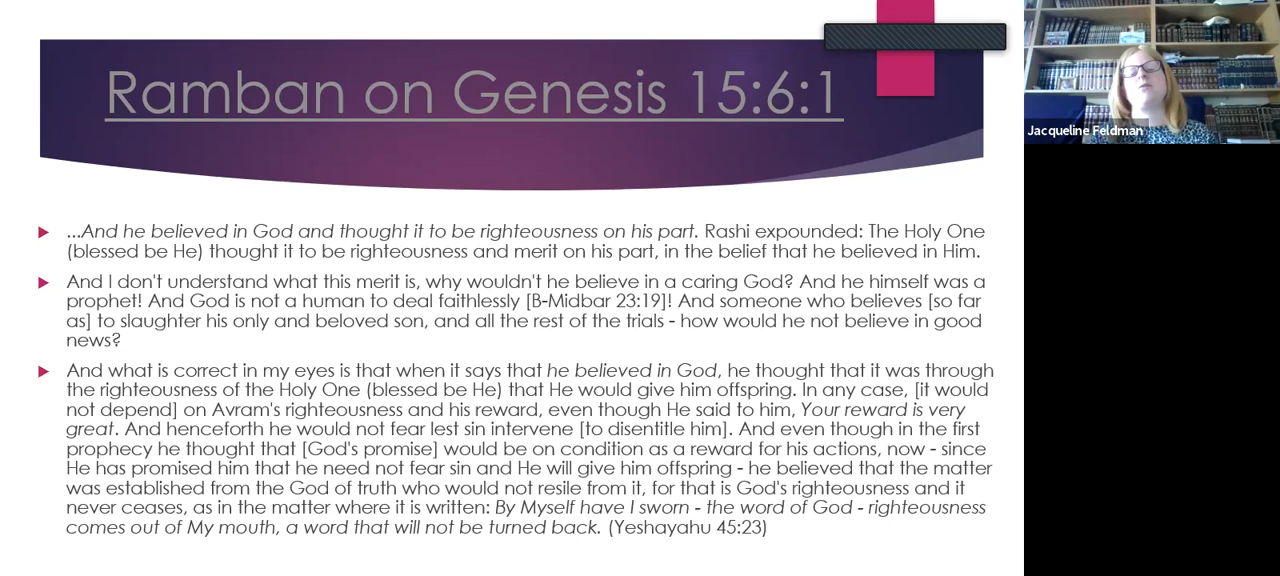 Ramban on Genesis 15:6:1
Jacqueline Feldman
...And he believed in God and thought it to be righteousness on his part. Rashi expounded: The Holy One
(blessed be He) thought it to be righteousness and merit on his part, in the belief that he believed in Him.
And I don't understand what this merit is, why wouldn't he believe in a caring God? And he himself was a
prophet! And God is not a human to deal faithlessly [B-Midbar 23:19]! And someone who believes [so far
as] to slaughter his only and beloved son, and all the rest of the trials - how would he not believe in good
news?
And what is correct in my eyes is that when it says that he believed in God, he thought that it was through
the righteousness of the Holy One (blessed be He) that He would give him offspring. In any case, [it would
not depend] on Avram's righteousness and his reward, even though He said to him, Your reward is very
great. And henceforth he would not fear lest sin intervene [to disentitle him]. And even though in the first
prophecy he thought that [God's promise] would be on condition as a reward for his actions, now - since
He has promised him that he need not fear sin and He will give him offspring - he believed that the matter
was established from the God of truth who would not resile from it, for that is God's righteousness and it
never ceases, as in the matter where it is written: By Myself have I sworn - the word of God - righteousness
comes out of My mouth, a word that will not be turned back. (Yeshayahu 45:23)